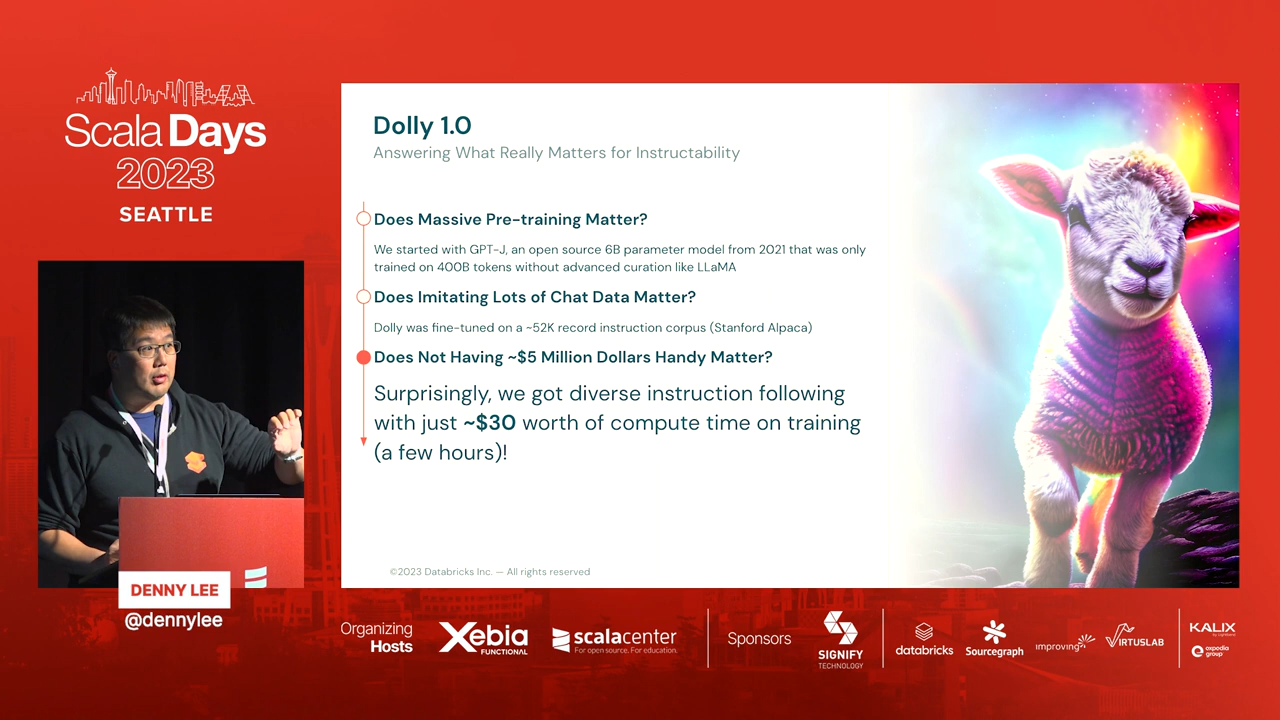 Scala Days
2023
SEATTLE
Dolly 1.0
Answering What Really Matters for Instructability
Does Massive Pre-training Matter?
We started with GPT-J, an open source 6B parameter model from 2021 that was only
trained on 400B tokens without advanced curation like LLaMA
Does Imitating Lots of Chat Data Matter?
Dolly was fine-tuned on a ~52K record instruction corpus (Stanford Alpaca)
Does Not Having ~$5 Million Dollars Handy Matter?
Surprisingly, we got diverse instruction following
with just ~$30 worth of compute time on training
(a few hours)!
©2023 Databricks Inc. — All rights reserved
DENNY LEE
@dennylee
Organizing
Hosts
Xebia
FUNCTIONAL
scalacenter
For open source. For education.
Sponsors
SIGNIFY
TECHNOLOGY
databricks
Sourcegraph
improving
VIRTUSLAB
KALIX
by Lightbend
expedia
group